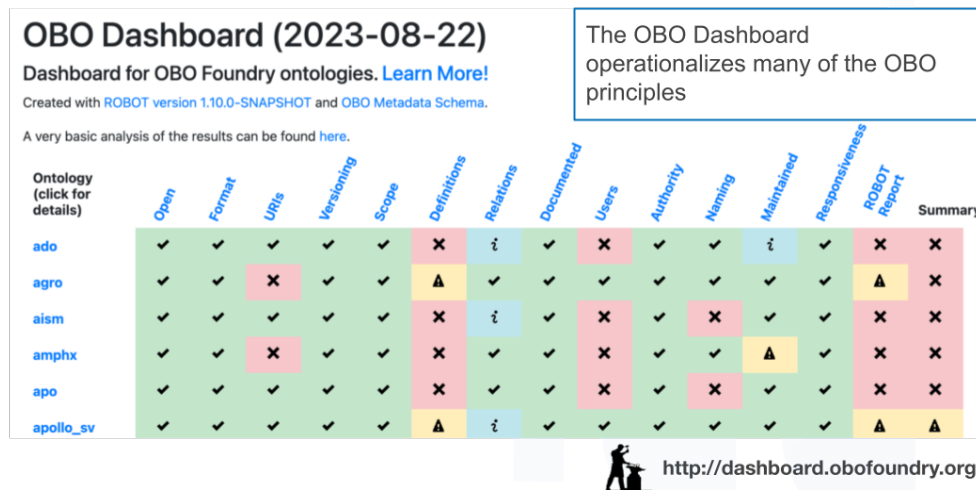 OBO Dashboard (2023-08-22)
Dashboard for OBO Foundry ontologies. Learn More!
Created with ROBOT version 1.10.0-SNAPSHOT and OBO Metadata Schema.
A very basic analysis of the results can be found here.
The OBO Dashboard
operationalizes many of the OBO
principles
Ontology
(click for
details)
Open
Format
URIs
Versioning
Scope
Definitions
Relations
Documented
Users
Authority
Naming
Maintained
Responsiveness
ROBOT
Report
Summary
ado ✔ ✔ ✔ ✔ ✔ ✖ i ✔ ✖ ✔ ✔ i ✔ ✖ ✖
agro ✔ ✔ ✖ ✔ ✔ ⚠ ✔ ✔ ✔ ✔ ✔ ✔ ✔ ⚠ ✖
aism ✔ ✔ ✔ ✔ ✔ ✖ i ✔ ✖ ✔ ✖ ✔ ✔ ✖ ✖
amphx ✔ ✔ ✖ ✔ ✔ ✖ ✔ ✔ ✖ ✔ ✔ ⚠ ✔ ✖ ✖
apo ✔ ✔ ✔ ✔ ✔ ✖ ✔ ✔ ✖ ✔ ✖ ✔ ✔ ✖ ✖
apollo_sv ✔ ✔ ✔ ✔ ✔ ⚠ i ✔ ✔ ✔ ✔ ✔ ✔ ⚠ ⚠
http://dashboard.obofoundry.org